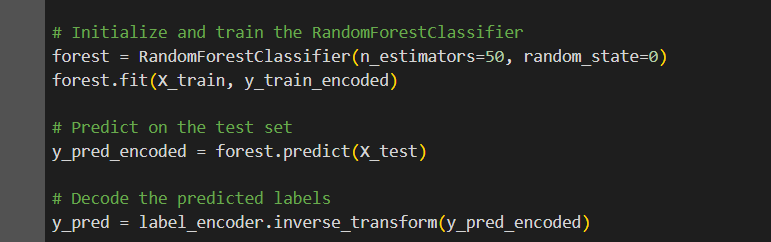 # Initialize and train the RandomForestClassifier
forest = RandomForestClassifier(n_estimators=50, random_state=0)
forest.fit(X_train, y_train_encoded)
# Predict on the test set
y_pred_encoded = forest.predict(X_test)
# Decode the predicted labels
y_pred = label_encoder.inverse_transform(y_pred_encoded)